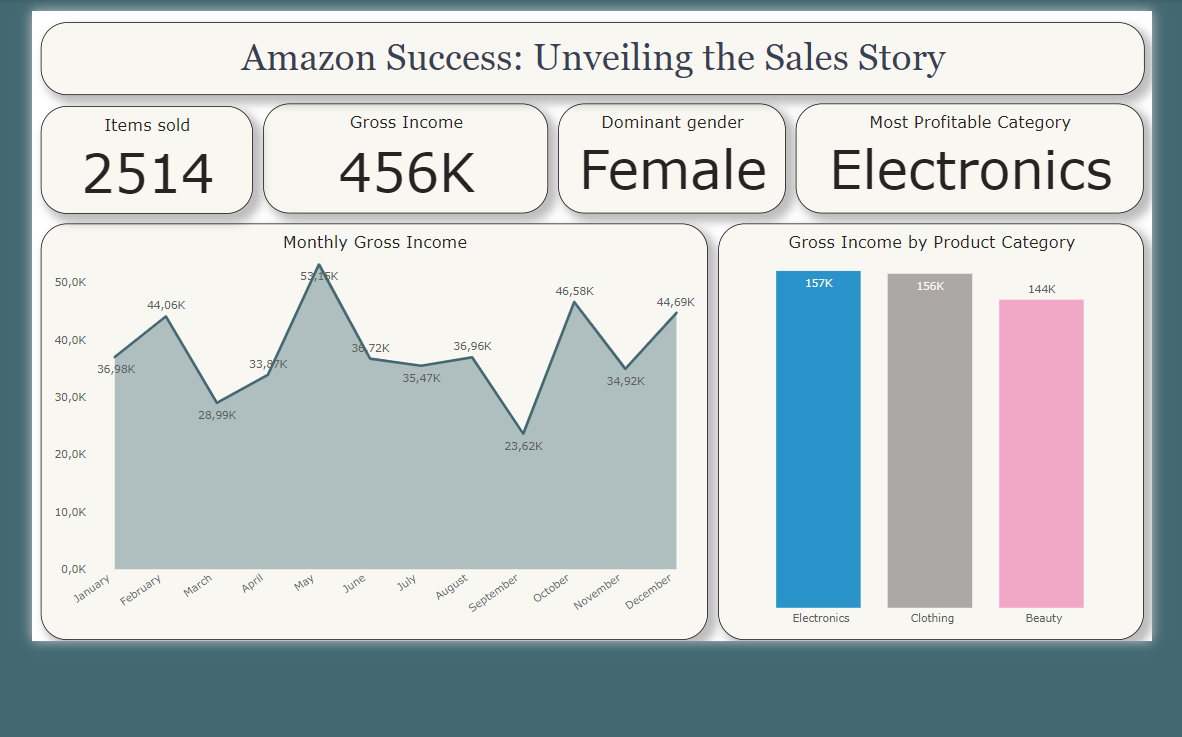 Amazon Success: Unveiling the Sales Story
Items sold
2514
Gross Income
456K
Dominant gender
Female
Most Profitable Category
Electronics
Monthly Gross Income
50,0K
40,0K
30,0K
20,0K
10,0K
0,0K
36,98K
44,06K
28,99K
33,87K
53,15K
36,72K
35,47K
36,96K
23,62K
46,58K
34,92K
44,69K
January
February
March
April
May
June
July
August
September
October
November
December
Gross Income by Product Category
157K
156K
144K
Electronics
Clothing
Beauty